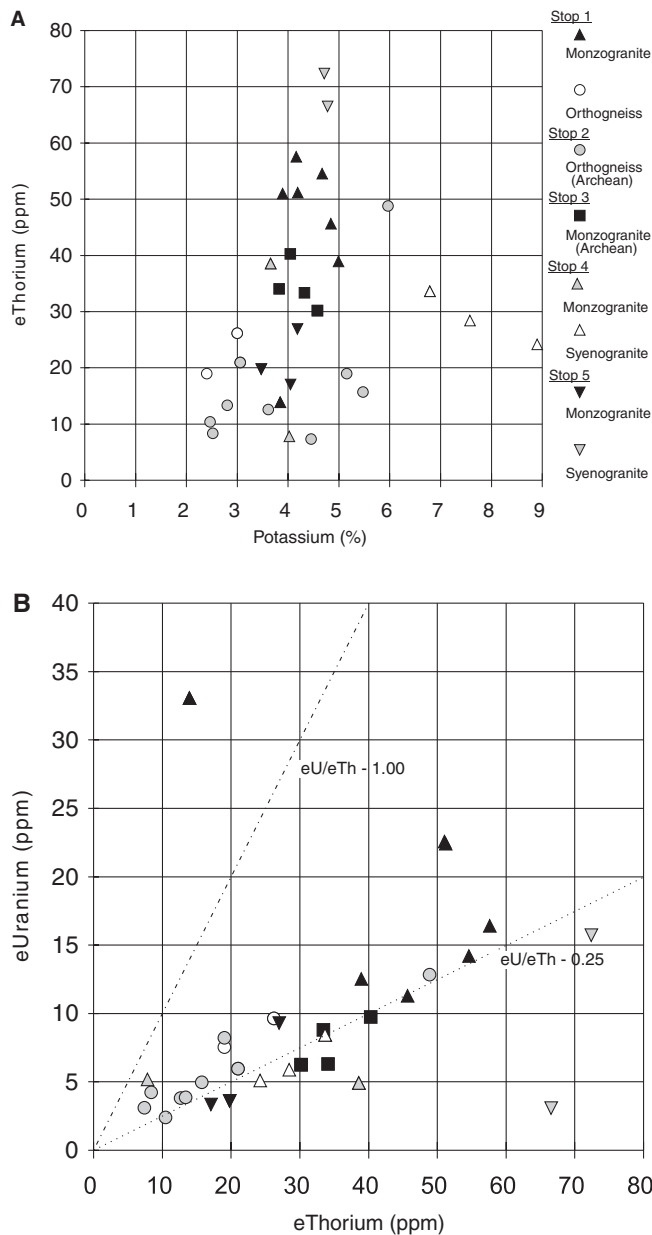 A
eThorium (ppm)
80
70
60
50
40
30
20
10
0
0 1 2 3 4 5 6 7 8 9
Potassium (%)
Stop 1
Monzogranite
Orthogneiss
Stop 2
Orthogneiss
(Archean)
Stop 3
Monzogranite
(Archean)
Stop 4
Monzogranite
Syenogranite
Stop 5
Monzogranite
Syenogranite
B
eUranium (ppm)
40
35
30
25
20
15
10
5
0
eU/eTh - 1.00
eU/eTh - 0.25
0 10 20 30 40 50 60 70 80
eThorium (ppm)